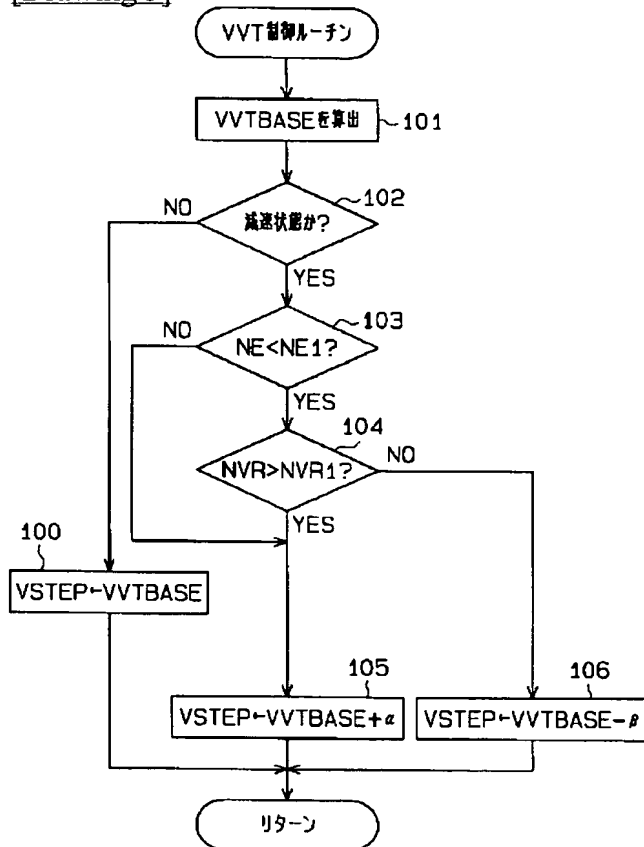 VVT制御ルーチン
VVTBASEを算出
101
102
減速状態か?
NO
YES
103
NE<NE1?
NO
YES
104
NVR>NVR1?
NO
YES
100
VSTEP←VVTBASE
105
VSTEP←VVTBASE+α
106
VSTEP←VVTBASE-β
リターン